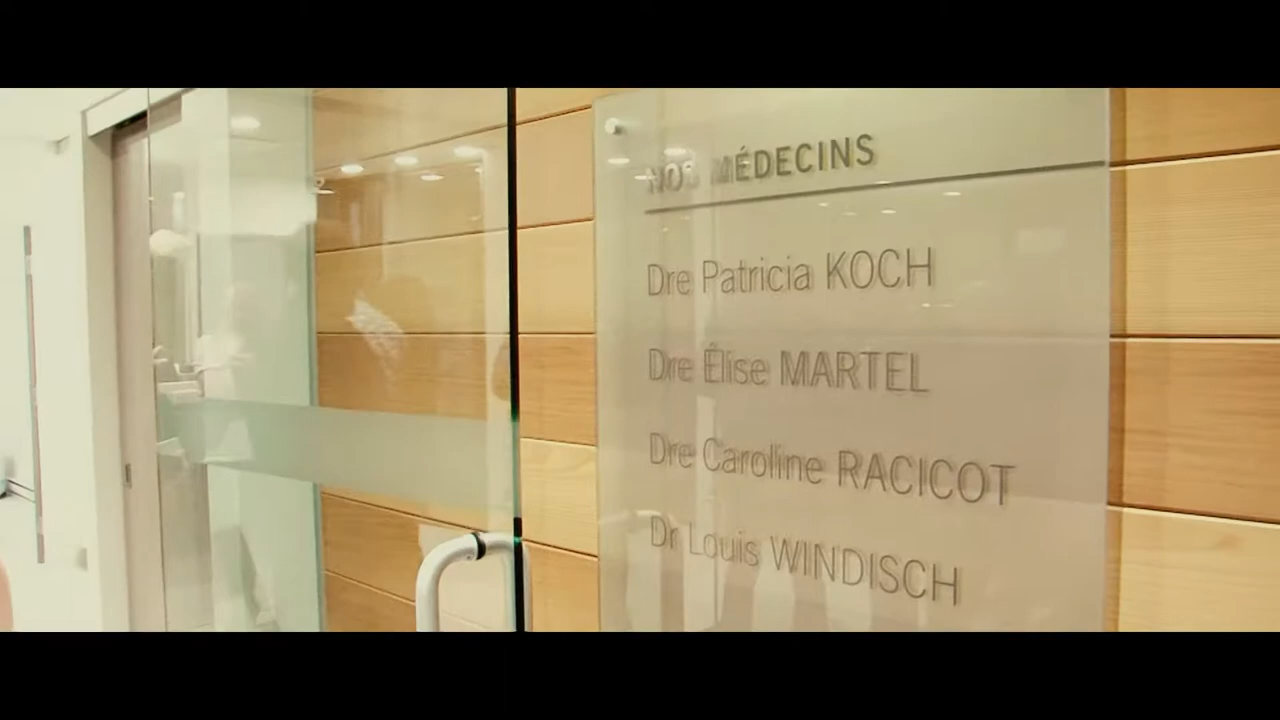 NOS MÉDECINS
Dre Patricia KOCH
Dre Élise MARTEL
Dre Caroline RACICOT
Dr Louis WINDISCH